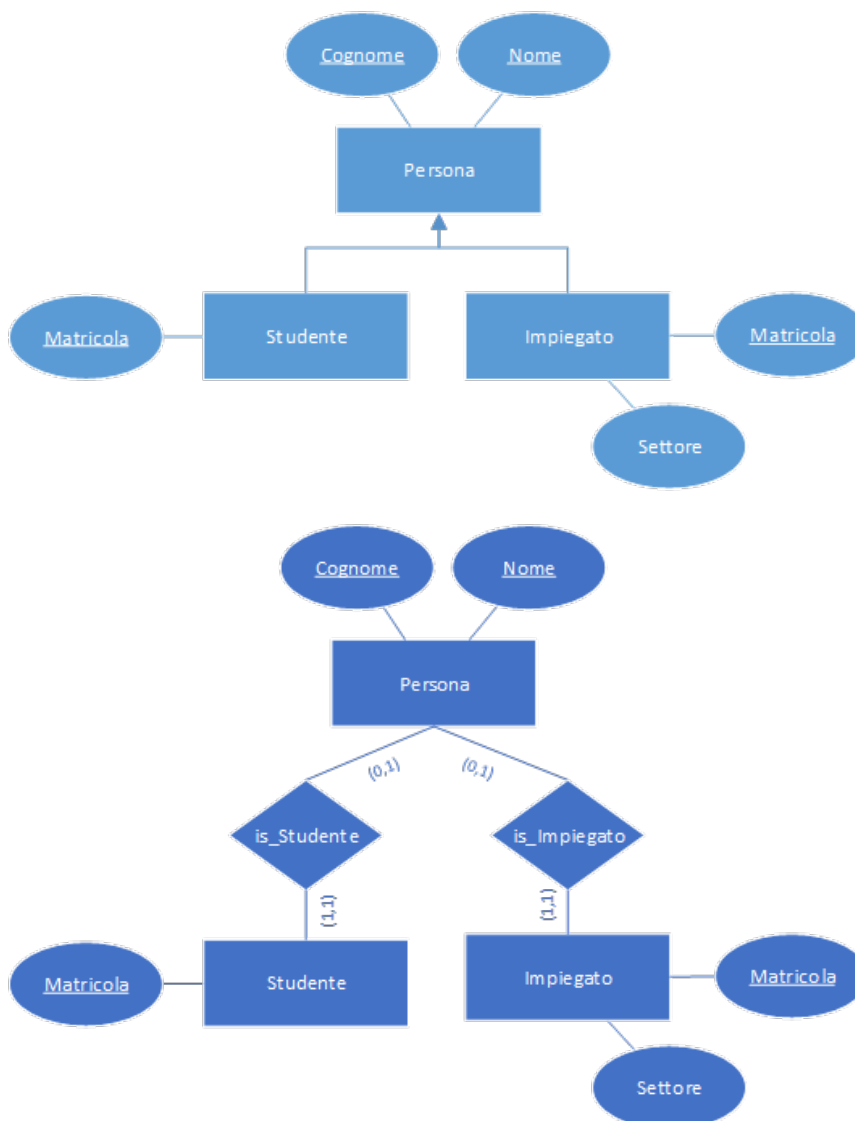 Cognome
Nome
Persona
Matricola
Studente
Impiegato
Matricola
Settore
Cognome
Nome
Persona
(0,1)
(0,1)
is_Studente
is_Impiegato
(1,1)
(1,1)
Matricola
Studente
Impiegato
Matricola
Settore